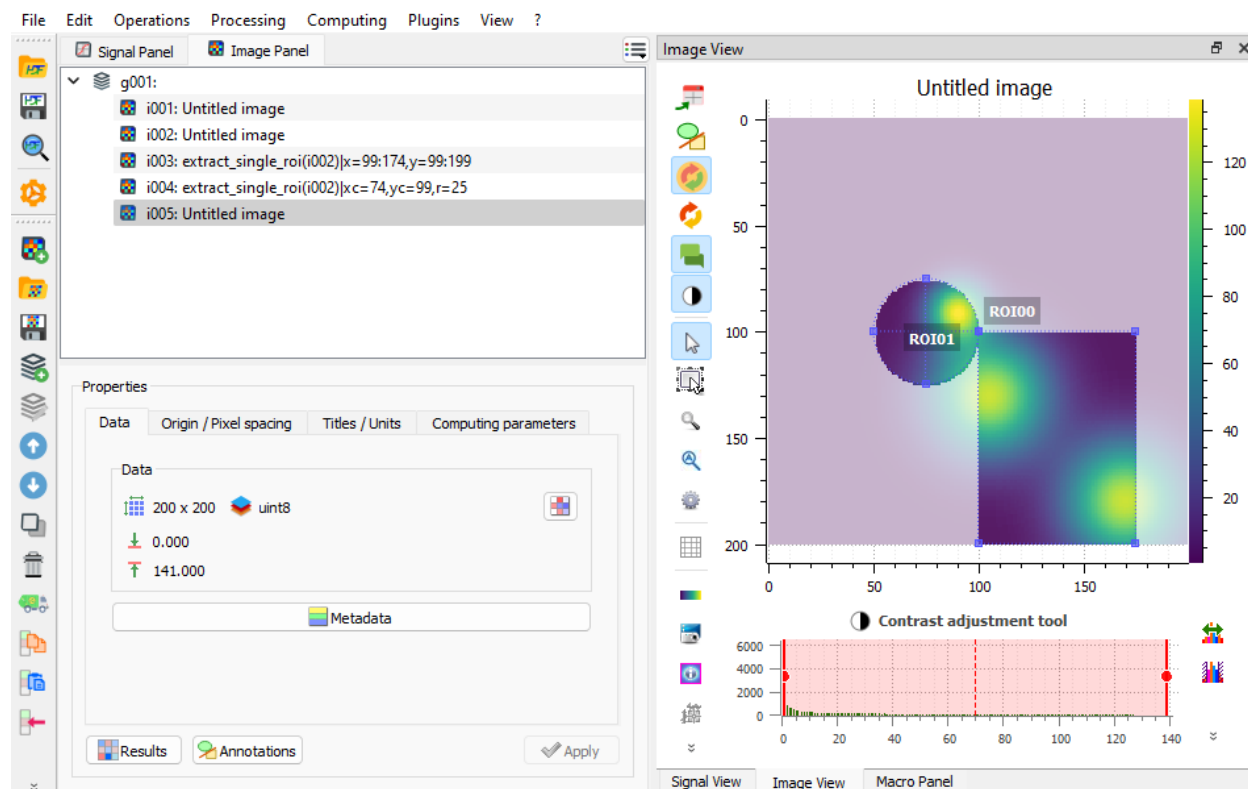 File Edit Operations Processing Computing Plugins View ?
Signal Panel Image Panel
g001:
i001: Untitled image
i002: Untitled image
i003: extract_single_roi(i002)|x=99:174,y=99:199
i004: extract_single_roi(i002)|xc=74,yc=99,r=25
i005: Untitled image
Properties
Data Origin / Pixel spacing Titles / Units Computing parameters
Data
200 x 200 uint8
0.000
141.000
Metadata
Results Annotations Apply
Image View
Untitled image
0
50
100
150
200
0 50 100 150
ROI00
ROI01
120
100
80
60
40
20
Contrast adjustment tool
6000
4000
2000
0
0 20 40 60 80 100 120 140
Signal View Image View Macro Panel